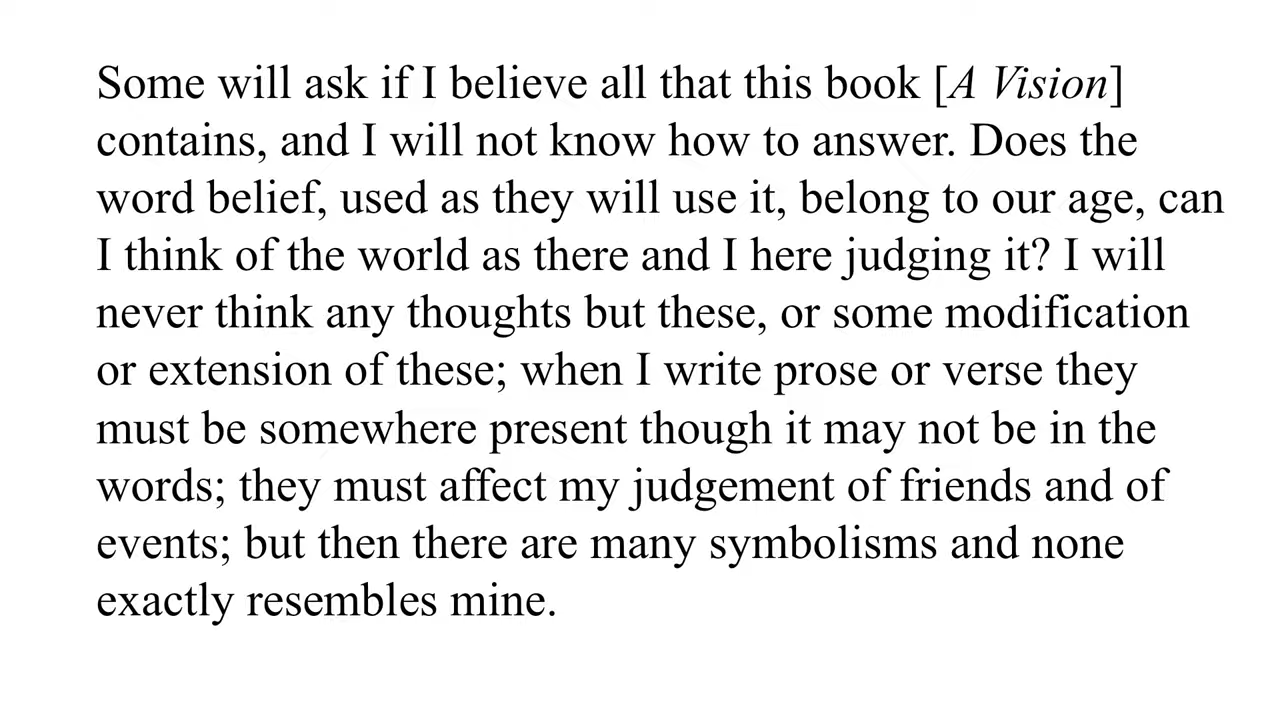 Some will ask if I believe all that this book [A Vision]
contains, and I will not know how to answer. Does the
word belief, used as they will use it, belong to our age, can
I think of the world as there and I here judging it? I will
never think any thoughts but these, or some modification
or extension of these; when I write prose or verse they
must be somewhere present though it may not be in the
words; they must affect my judgement of friends and of
events; but then there are many symbolisms and none
exactly resembles mine.